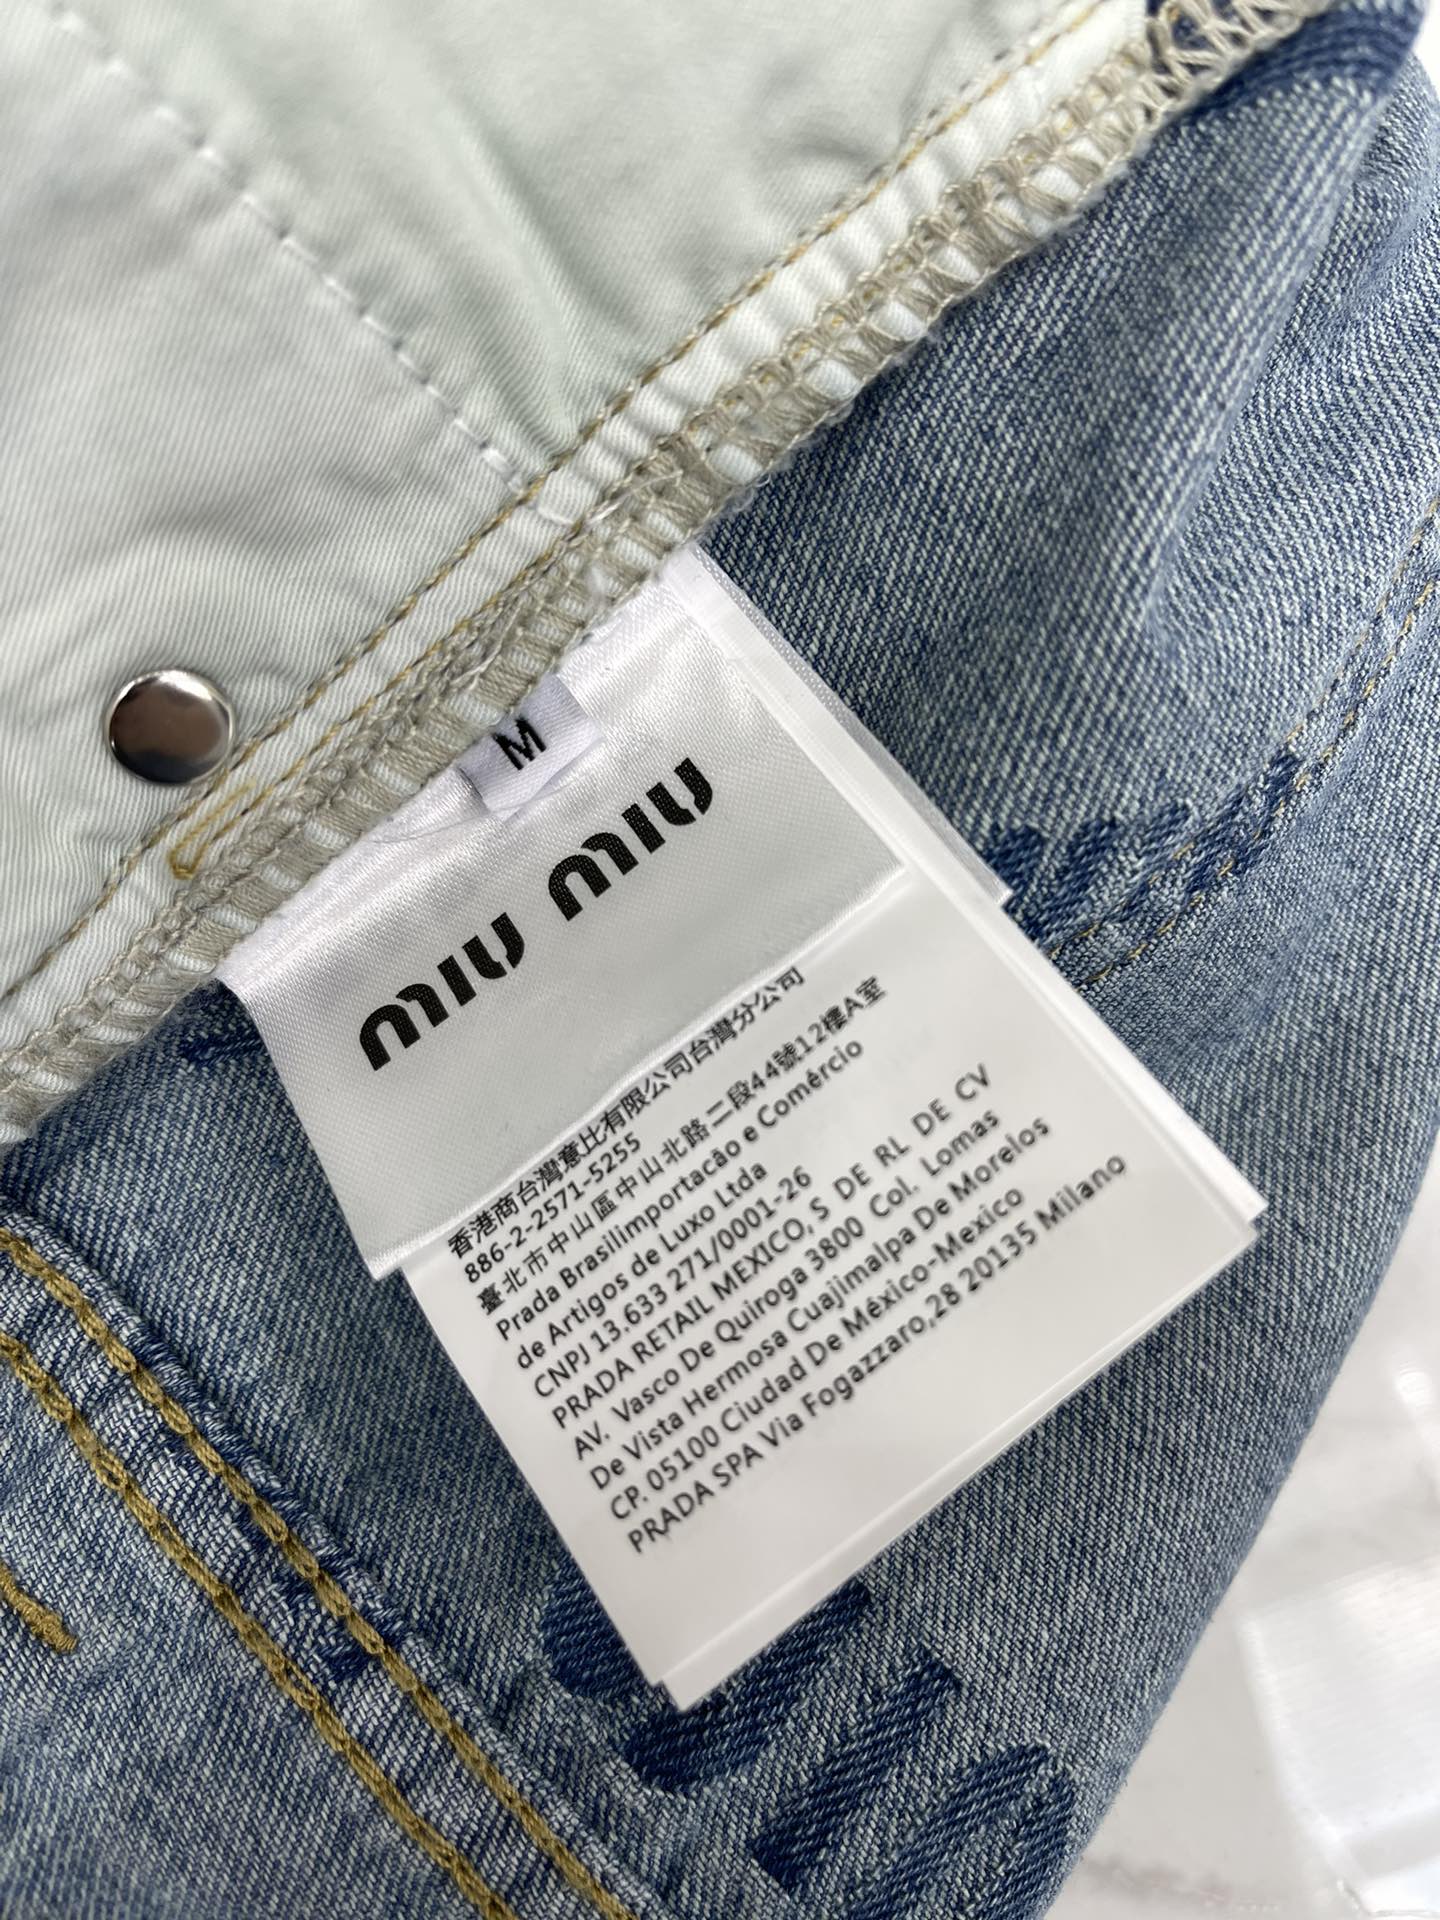 M
miu miu
香港商台灣意比有限公司台灣分公司
886-2-2571-5255
臺北市中山區中山北路二段44號12樓A室
Prada Brasilimportacão e Comércio
de Artigos de Luxo Ltda
CNPJ 13.633 271/0001-26
PRADA RETAIL MEXICO, S DE RL DE CV
AV. Vasco De Quiroga 3800 Col. Lomas
De Vista Hermosa Cuajimalpa De Morelos
CP. 05100 Ciudad De México-Mexico
PRADA SPA Via Fogazzaro,28 20135 Milano